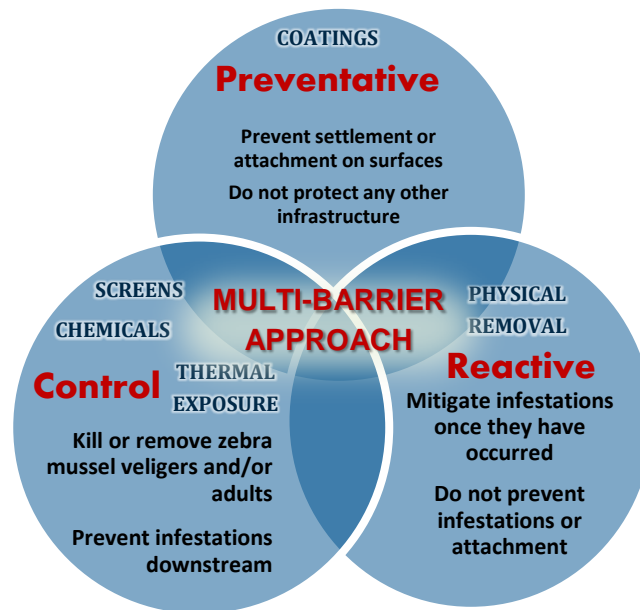 COATINGS
Preventative
Prevent settlement or
attachment on surfaces
Do not protect any other
infrastructure
MULTI-BARRIER
APPROACH
SCREENS
CHEMICALS
Control
THERMAL
EXPOSURE
Kill or remove zebra
mussel veligers and/or
adults
Prevent infestations
downstream
PHYSICAL
REMOVAL
Reactive
Mitigate infestations
once they have
occurred
Do not prevent
infestations or
attachment